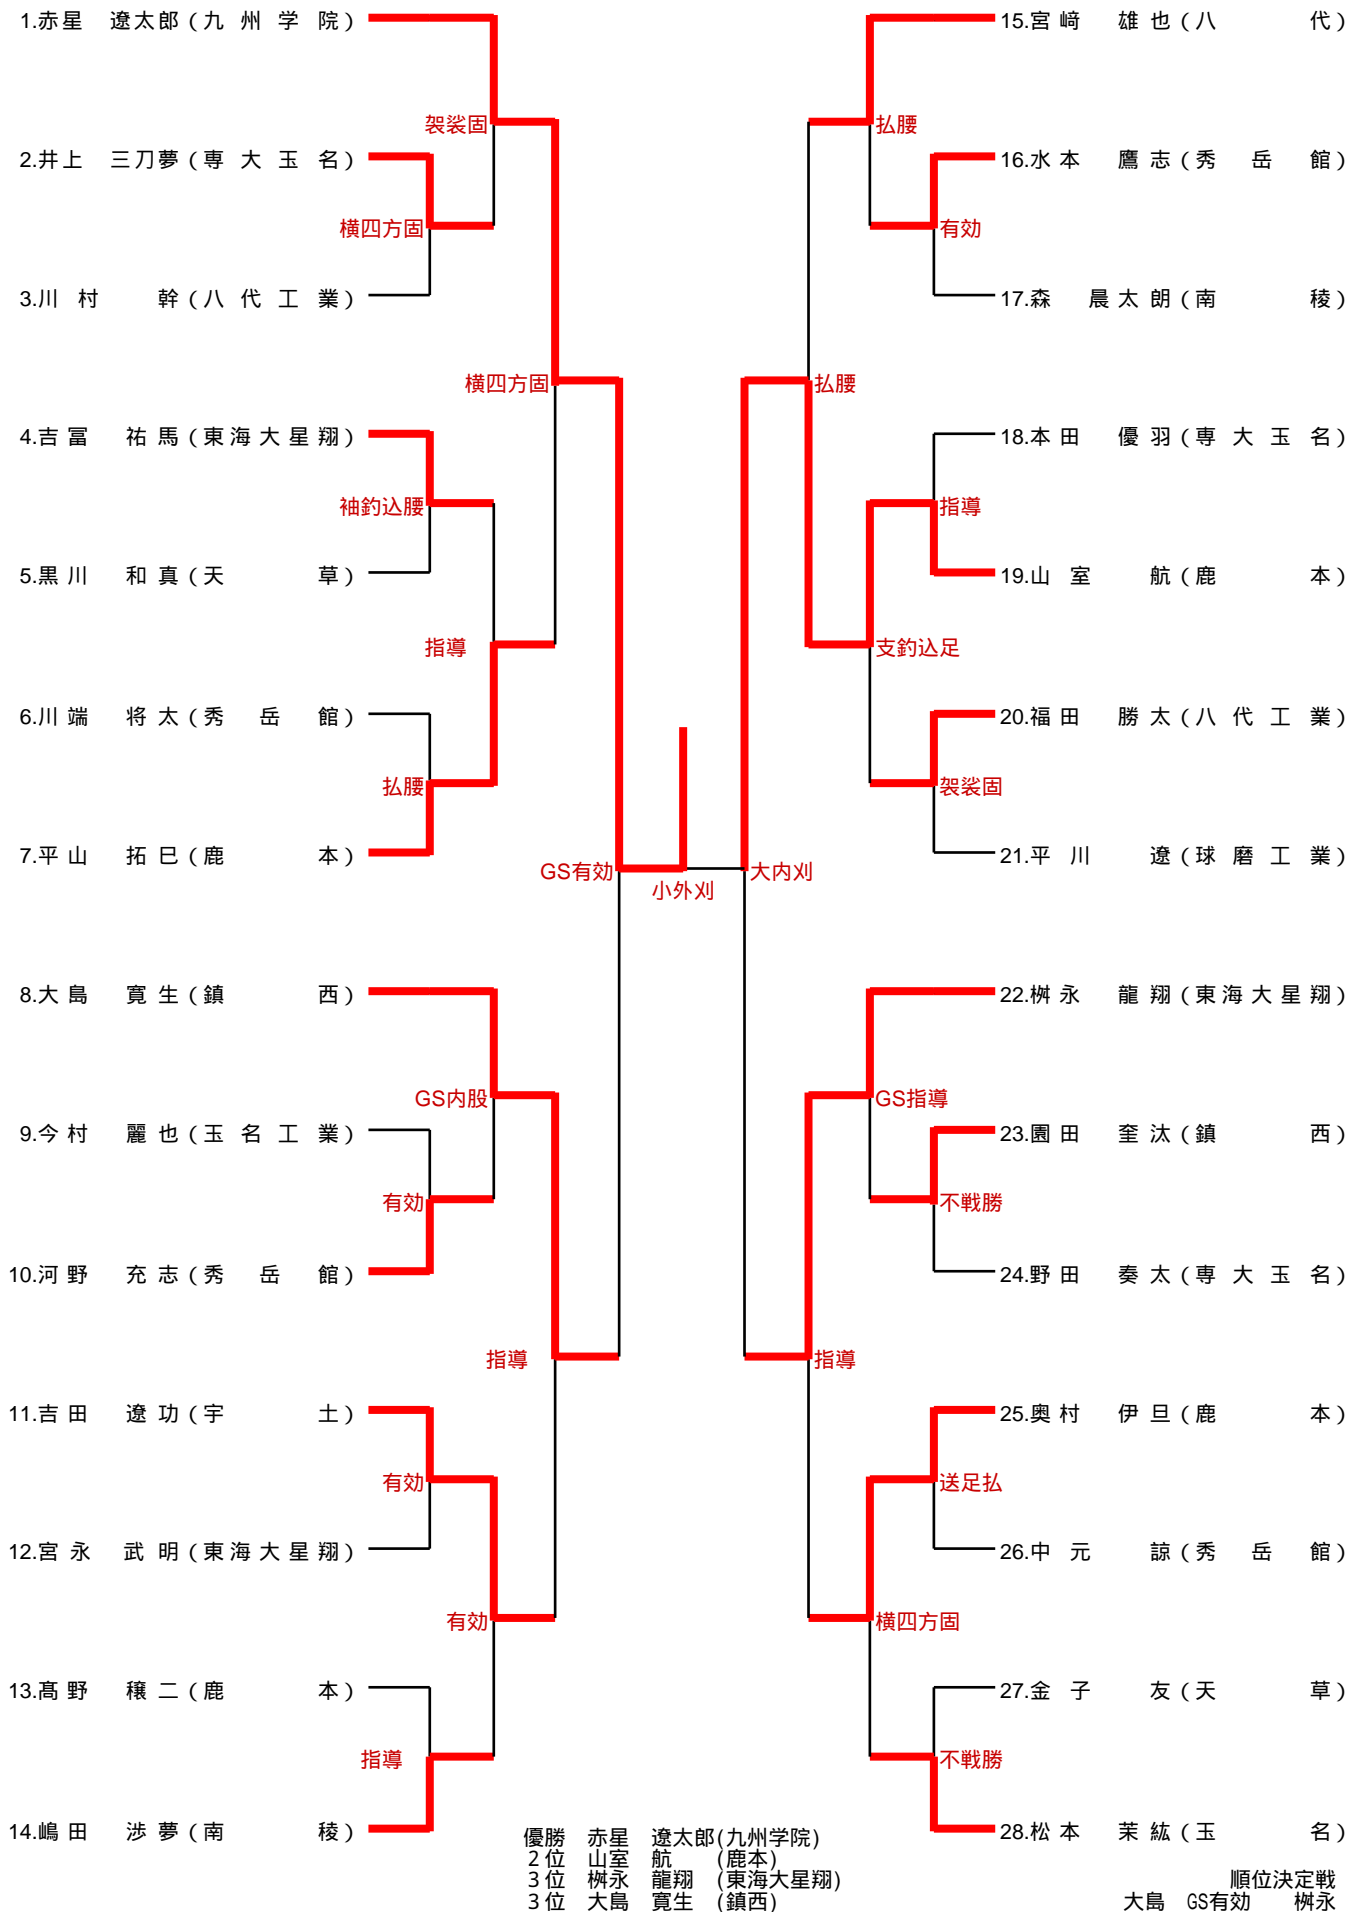 1.赤星 遼太郎(九州学院)
袈裟固
2.井上 三刀夢(専大玉名)
横四方固
3.川村 幹(八代工業)
横四方固
4.吉冨 祐馬(東海大星翔)
袖釣込腰
5.黒川 和真(天草)
指導
6.川端 将太(秀岳館)
払腰
7.平山 拓巳(鹿本)
GS有効
小外刈
8.大島 寛生(鎮西)
GS内股
9.今村 麗也(玉名工業)
有効
10.河野 充志(秀岳館)
指導
11.吉田 遼功(宇土)
有効
12.宮永 武明(東海大星翔)
有効
13.髙野 穣二(鹿本)
指導
14.嶋田 渉夢(南稜)
15.宮﨑 雄也(八代)
払腰
16.水本 鷹志(秀岳館)
有効
17.森 晨太朗(南稜)
払腰
18.本田 優羽(専大玉名)
指導
19.山室 航(鹿本)
支釣込足
20.福田 勝太(八代工業)
袈裟固
21.平川 遼(球磨工業)
大内刈
22.桝永 龍翔(東海大星翔)
GS指導
23.園田 奎汰(鎮西)
不戦勝
24.野田 奏太(専大玉名)
指導
25.奥村 伊旦(鹿本)
送足払
26.中元 諒(秀岳館)
横四方固
27.金子 友(天草)
不戦勝
28.松本 茉紘(玉名)
優勝 赤星 遼太郎(九州学院)
2位 山室 航 (鹿本)
3位 桝永 龍翔 (東海大星翔)
3位 大島 寛生 (鎮西)
順位決定戦
大島 GS有効 桝永